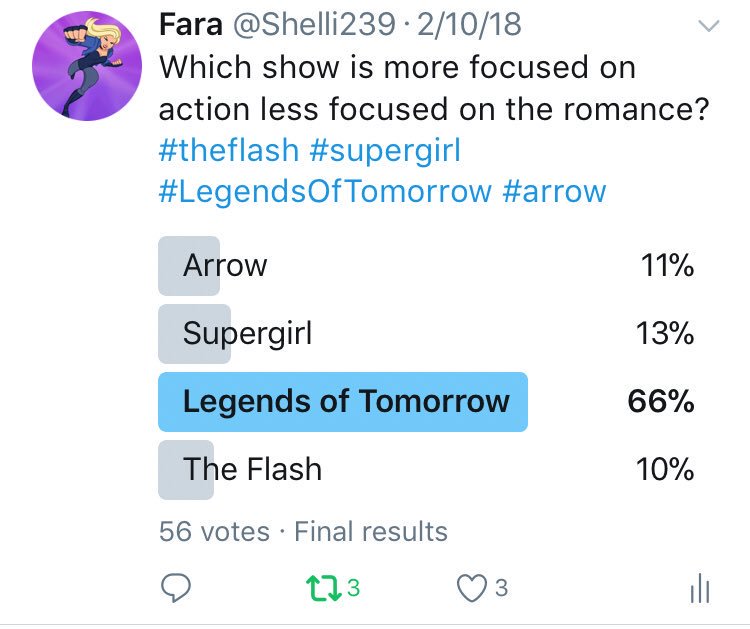 Fara @Shelli239 · 2/10/18
Which show is more focused on
action less focused on the romance?
#theflash #supergirl
#LegendsOfTomorrow #arrow
Arrow 11%
Supergirl 13%
Legends of Tomorrow 66%
The Flash 10%
56 votes · Final results
3 3